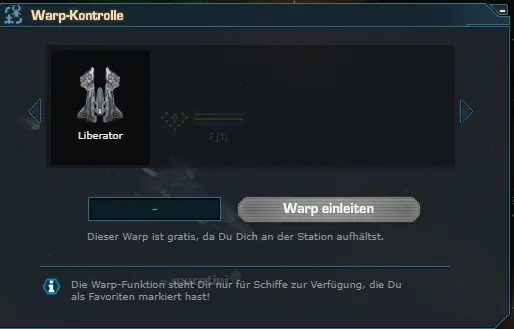 Warp-Kontrolle
Liberator
F[1]
–
Warp einleiten
Dieser Warp ist gratis, da Du Dich an der Station aufhältst.
Die Warp-Funktion steht Dir nur für Schiffe zur Verfügung, die Du
als Favoriten markiert hast!